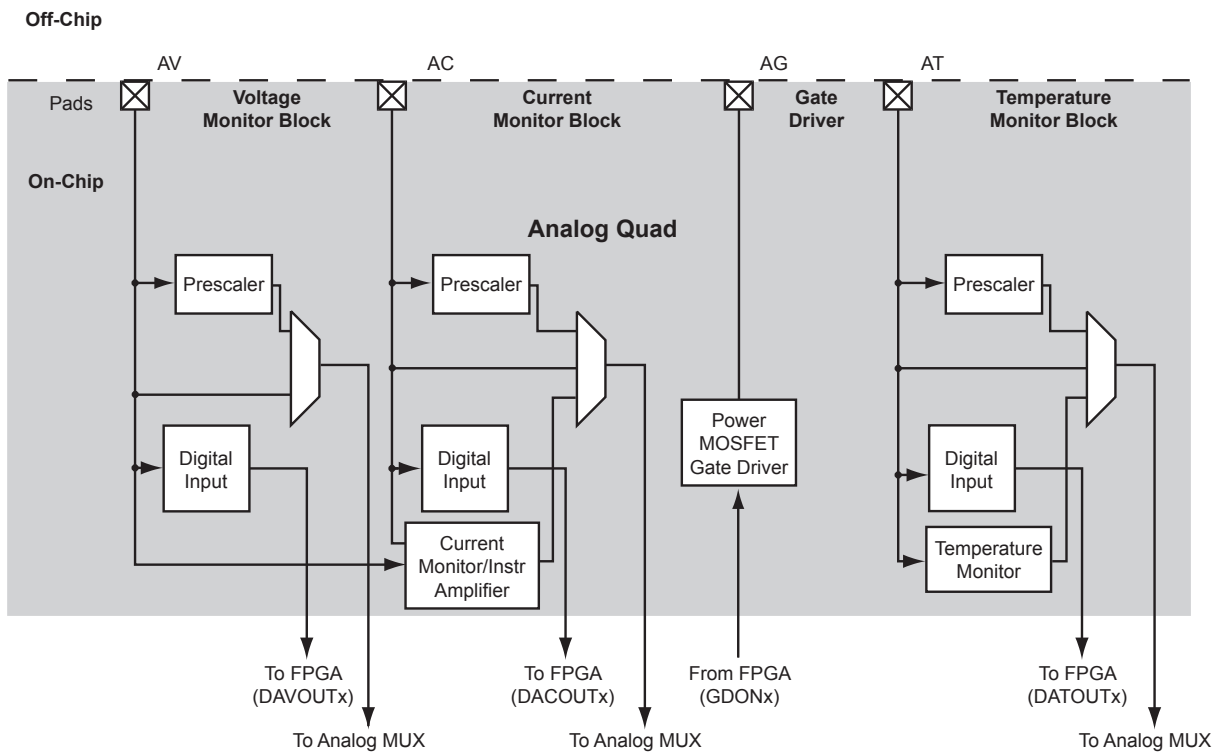 Off-Chip
AV
AC
AG
AT
Pads
Voltage
Monitor Block
Current
Monitor Block
Gate
Driver
Temperature
Monitor Block
On-Chip
Analog Quad
Prescaler
Prescaler
Prescaler
Power
MOSFET
Gate Driver
Digital
Input
Digital
Input
Digital
Input
Current
Monitor/Instr
Amplifier
Temperature
Monitor
To FPGA
(DAVOUTx)
To FPGA
(DACOUTx)
From FPGA
(GDONx)
To FPGA
(DATOUTx)
To Analog MUX
To Analog MUX
To Analog MUX